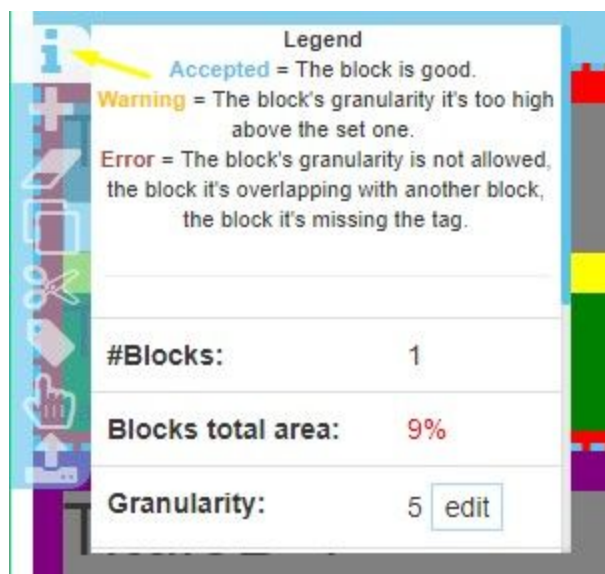 Legend
Accepted = The block is good.
Warning = The block's granularity it's too high
above the set one.
Error = The block's granularity is not allowed,
the block it's overlapping with another block,
the block it's missing the tag.
#Blocks: 1
Blocks total area: 9%
Granularity: 5 edit